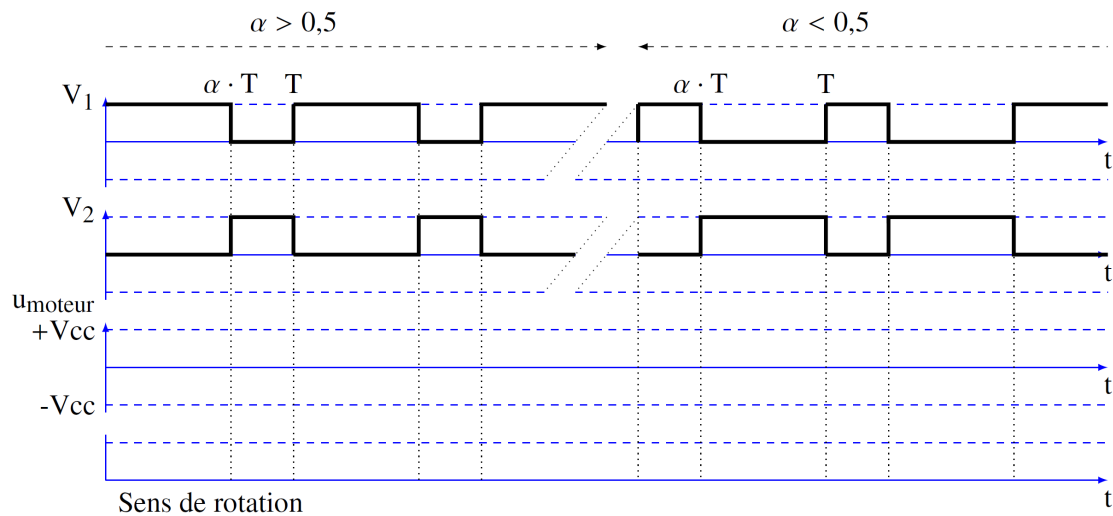 α > 0,5
α < 0,5
V1
α · T
T
α · T
T
t
V2
t
umoteur
+Vcc
t
-Vcc
Sens de rotation
t